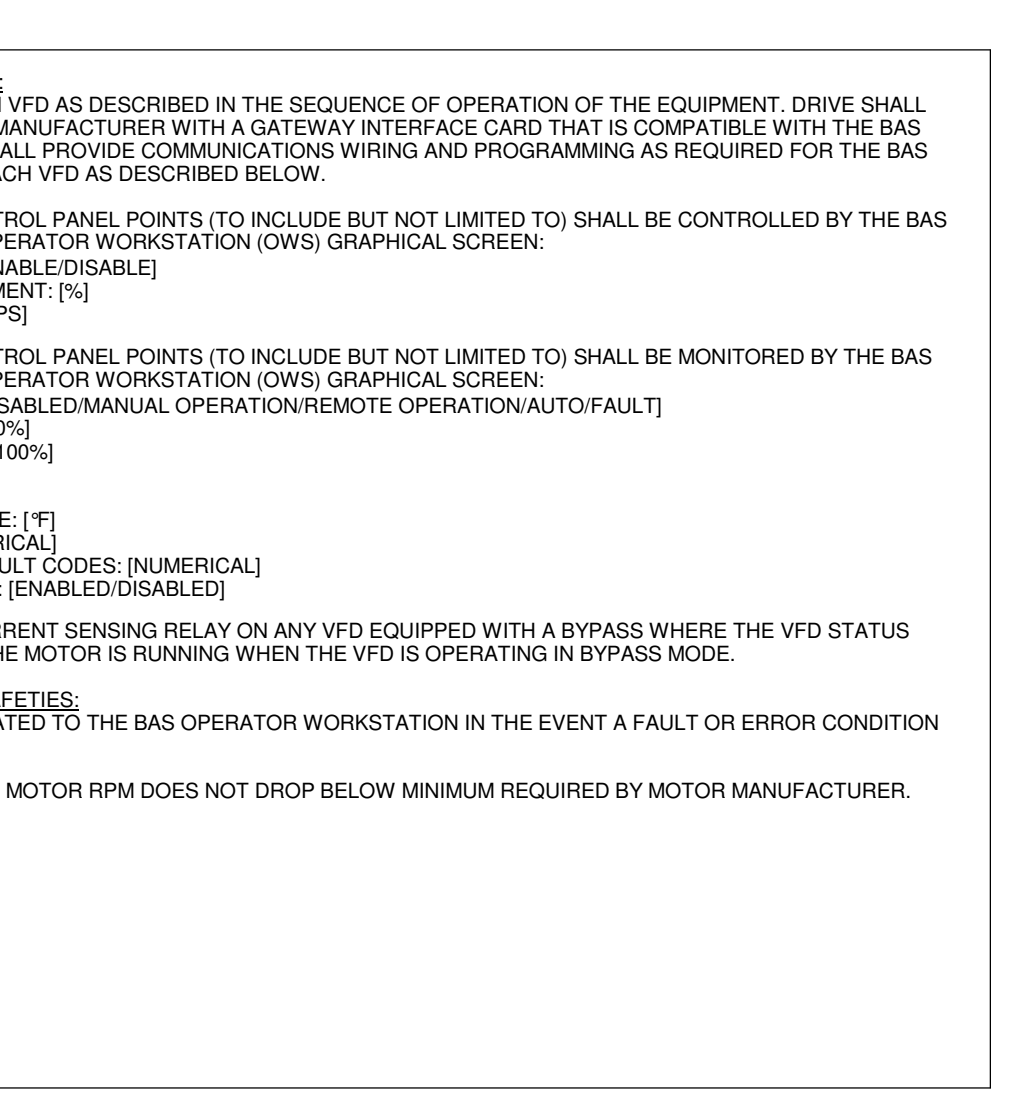 :
VFD AS DESCRIBED IN THE SEQUENCE OF OPERATION OF THE EQUIPMENT. DRIVE SHALL
MANUFACTURER WITH A GATEWAY INTERFACE CARD THAT IS COMPATIBLE WITH THE BAS
ALL PROVIDE COMMUNICATIONS WIRING AND PROGRAMMING AS REQUIRED FOR THE BAS
ACH VFD AS DESCRIBED BELOW.
TROL PANEL POINTS (TO INCLUDE BUT NOT LIMITED TO) SHALL BE CONTROLLED BY THE BAS
PERATOR WORKSTATION (OWS) GRAPHICAL SCREEN:
NABLE/DISABLE]
MENT: [%]
PS]
TROL PANEL POINTS (TO INCLUDE BUT NOT LIMITED TO) SHALL BE MONITORED BY THE BAS
PERATOR WORKSTATION (OWS) GRAPHICAL SCREEN:
SABLED/MANUAL OPERATION/REMOTE OPERATION/AUTO/FAULT]
0%]
100%]
E: [°F]
RICAL]
ULT CODES: [NUMERICAL]
: [ENABLED/DISABLED]
RRENT SENSING RELAY ON ANY VFD EQUIPPED WITH A BYPASS WHERE THE VFD STATUS
HE MOTOR IS RUNNING WHEN THE VFD IS OPERATING IN BYPASS MODE.
FETIES:
ATED TO THE BAS OPERATOR WORKSTATION IN THE EVENT A FAULT OR ERROR CONDITION
MOTOR RPM DOES NOT DROP BELOW MINIMUM REQUIRED BY MOTOR MANUFACTURER.